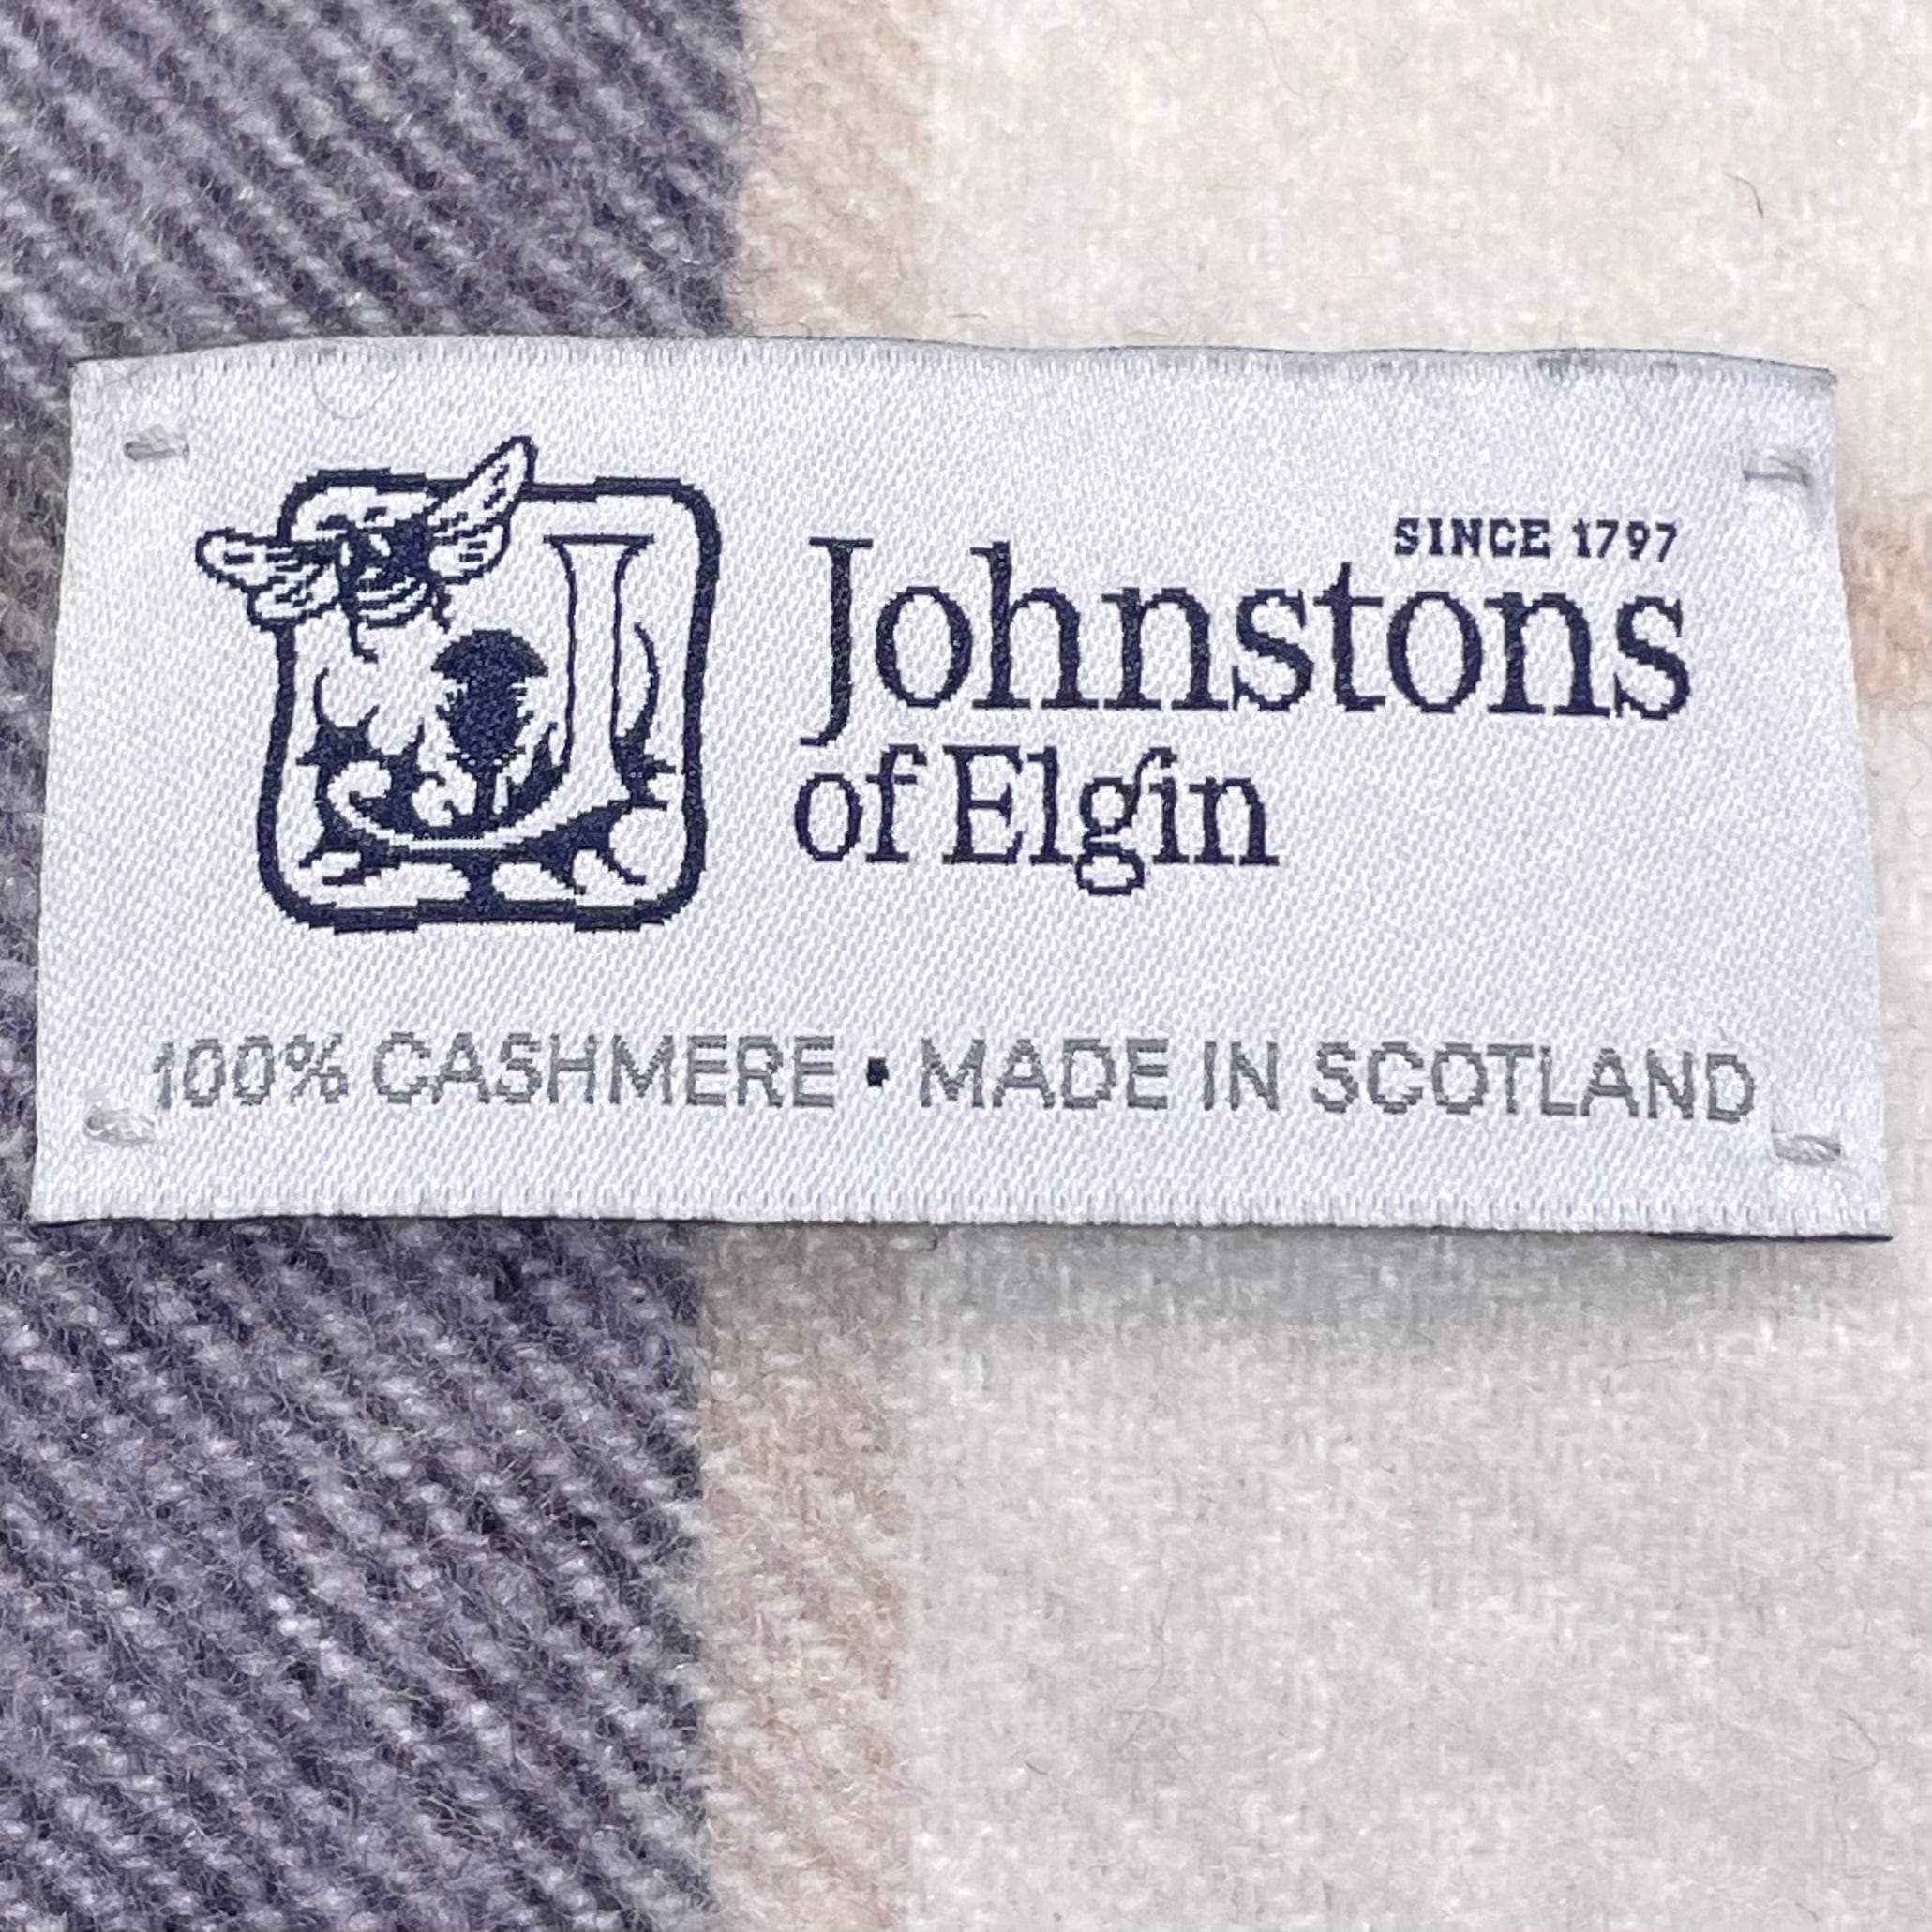 SINCE 1797
Johnstons
of Elgin
100% CASHMERE ▪ MADE IN SCOTLAND